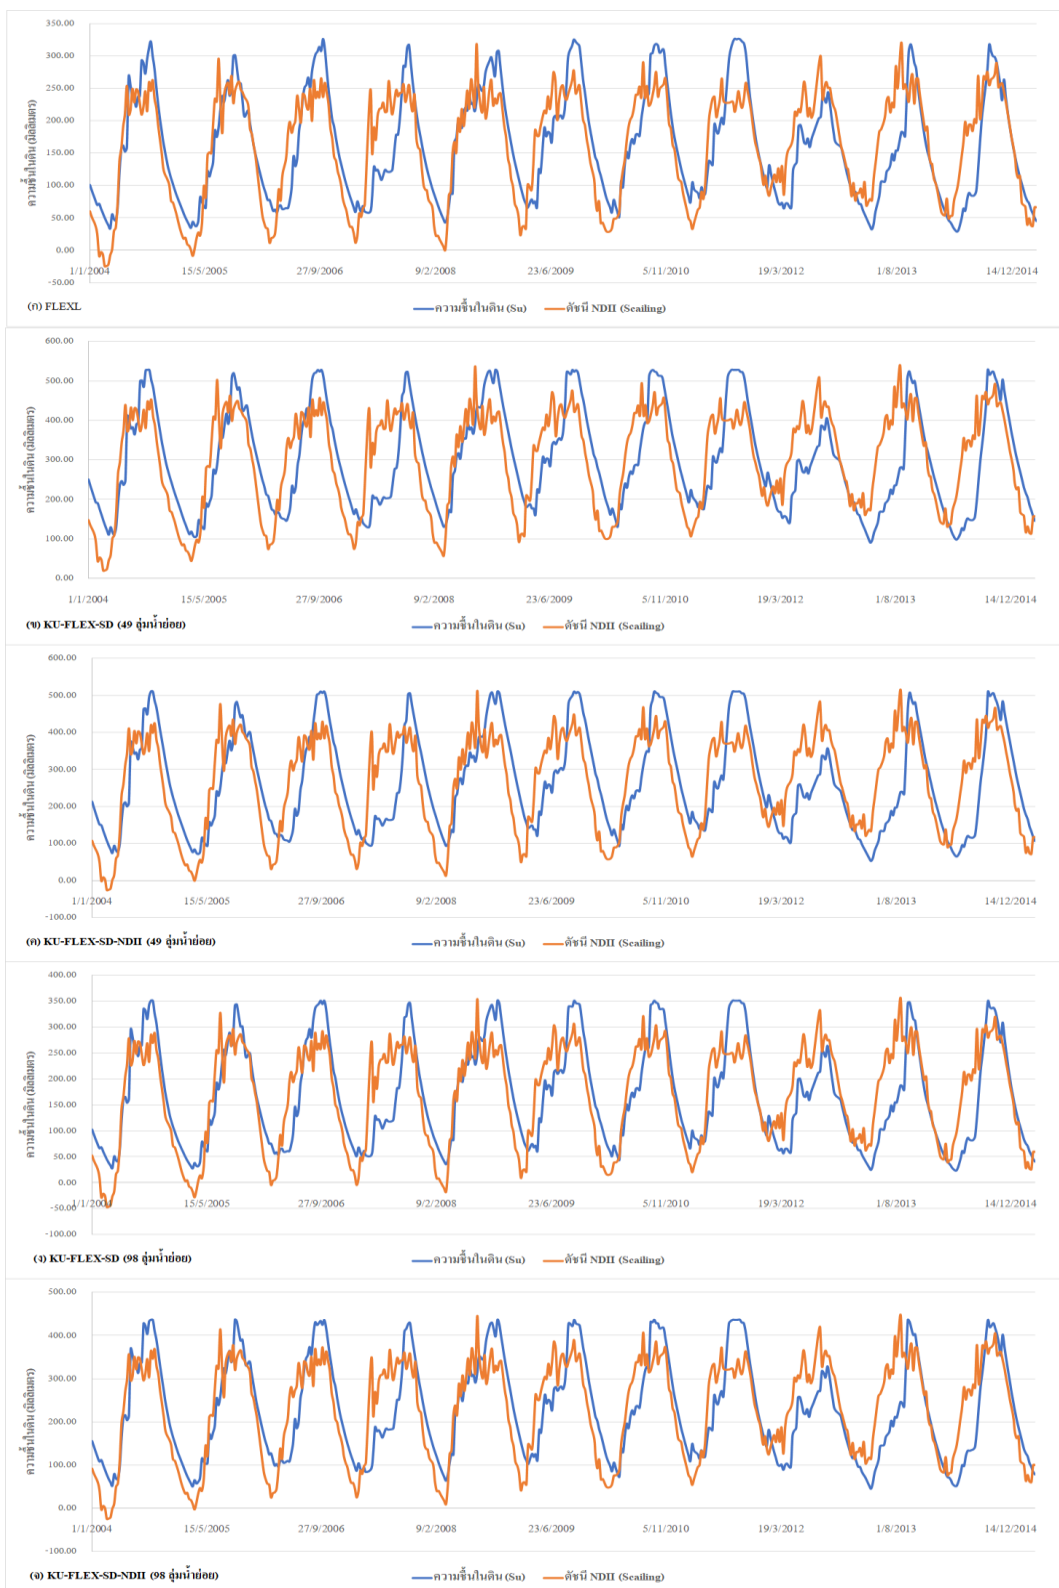 350.00
300.00
250.00
200.00
150.00
100.00
50.00
0.00
-50.00
ความชื้นในดิน (มิลลิเมตร)
1/1/2004 15/5/2005 27/9/2006 9/2/2008 23/6/2009 5/11/2010 19/3/2012 1/8/2013 14/12/2014
(ก) FLEXL ความชื้นในดิน (Su) ดัชนี NDII (Scailing)
600.00
500.00
400.00
300.00
200.00
100.00
0.00
ความชื้นในดิน (มิลลิเมตร)
1/1/2004 15/5/2005 27/9/2006 9/2/2008 23/6/2009 5/11/2010 19/3/2012 1/8/2013 14/12/2014
(ข) KU-FLEX-SD (49 ลุ่มน้ำย่อย) ความชื้นในดิน (Su) ดัชนี NDII (Scailing)
600.00
500.00
400.00
300.00
200.00
100.00
0.00
-100.00
ความชื้นในดิน (มิลลิเมตร)
1/1/2004 15/5/2005 27/9/2006 9/2/2008 23/6/2009 5/11/2010 19/3/2012 1/8/2013 14/12/2014
(ค) KU-FLEX-SD-NDII (49 ลุ่มน้ำย่อย) ความชื้นในดิน (Su) ดัชนี NDII (Scailing)
400.00
350.00
300.00
250.00
200.00
150.00
100.00
50.00
0.00
-50.00
-100.00
ความชื้นในดิน (มิลลิเมตร)
1/1/2004 15/5/2005 27/9/2006 9/2/2008 23/6/2009 5/11/2010 19/3/2012 1/8/2013 14/12/2014
(ง) KU-FLEX-SD (98 ลุ่มน้ำย่อย) ความชื้นในดิน (Su) ดัชนี NDII (Scailing)
500.00
400.00
300.00
200.00
100.00
0.00
-100.00
ความชื้นในดิน (มิลลิเมตร)
1/1/2004 15/5/2005 27/9/2006 9/2/2008 23/6/2009 5/11/2010 19/3/2012 1/8/2013 14/12/2014
(จ) KU-FLEX-SD-NDII (98 ลุ่มน้ำย่อย) ความชื้นในดิน (Su) ดัชนี NDII (Scailing)